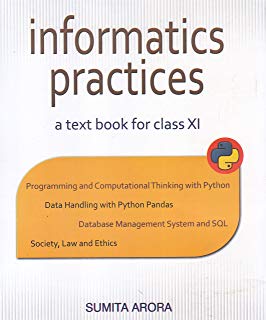 informatics
practices
a text book for class XI
Programming and Computational Thinking with Python
Data Handling with Python Pandas
Database Management System and SQL
Society, Law and Ethics
SUMITA ARORA